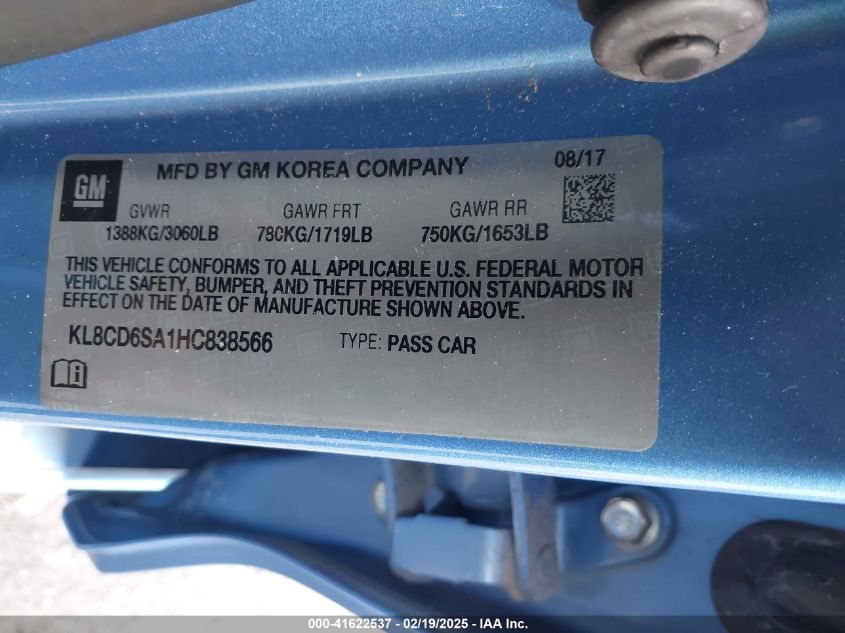 GM
MFD BY GM KOREA COMPANY
08/17
GVWR GAWR FRT GAWR RR
1388KG/3060LB 780KG/1719LB 750KG/1653LB
THIS VEHICLE CONFORMS TO ALL APPLICABLE U.S. FEDERAL MOTOR
VEHICLE SAFETY, BUMPER, AND THEFT PREVENTION STANDARDS IN
EFFECT ON THE DATE OF MANUFACTURE SHOWN ABOVE.
KL8CD6SA1HC838566 TYPE: PASS CAR
000-41622537 - 02/19/2025 - IAA Inc.